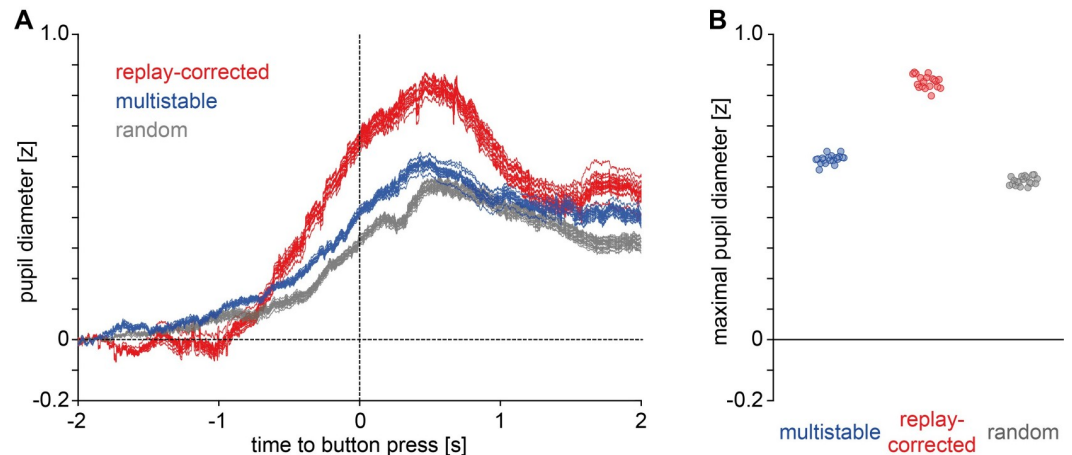 A
1.0
replay-corrected
multistable
random
pupil diameter [z]
0
-0.2
-2
-1
0
1
2
time to button press [s]
B
1.0
maximal pupil diameter [z]
0
-0.2
multistable
replay-
corrected
random